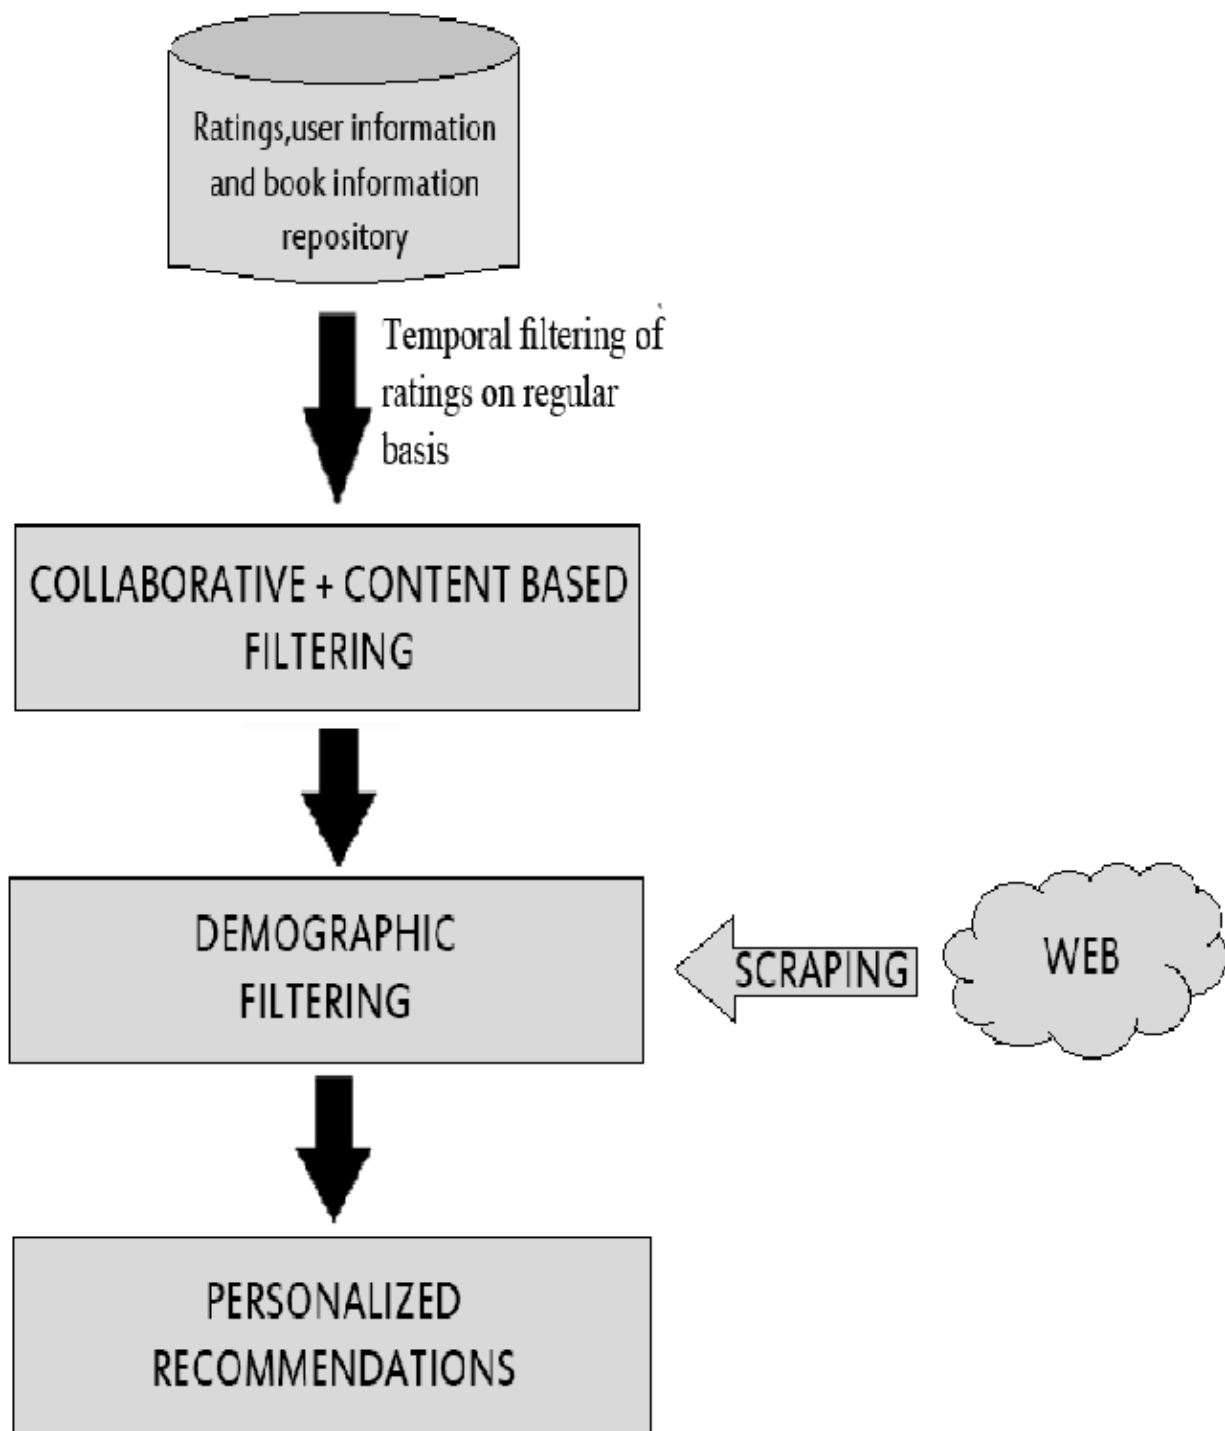 Ratings,user information
and book information
repository
Temporal filtering of
ratings on regular
basis
COLLABORATIVE + CONTENT BASED
FILTERING
DEMOGRAPHIC
FILTERING
SCRAPING
WEB
PERSONALIZED
RECOMMENDATIONS